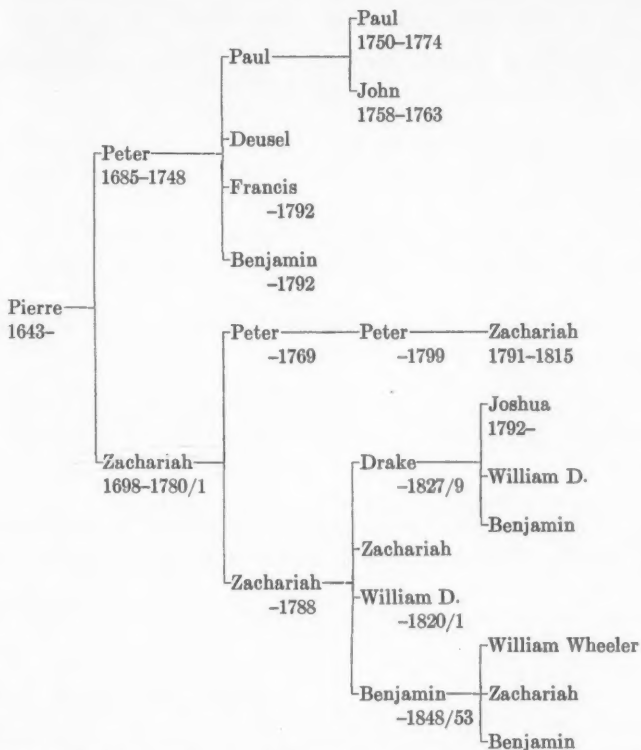 Paul
1750–1774
Paul
John
1758–1763
Deusel
Peter
1685–1748
Francis
–1792
Benjamin
–1792
Pierre
1643–
Peter
–1769
Peter
–1799
Zachariah
1791–1815
Joshua
1792–
Zachariah
1698–1780/1
Drake
–1827/9
William D.
Benjamin
Zachariah
Zachariah
–1788
William D.
–1820/1
William Wheeler
Benjamin
–1848/53
Zachariah
Benjamin